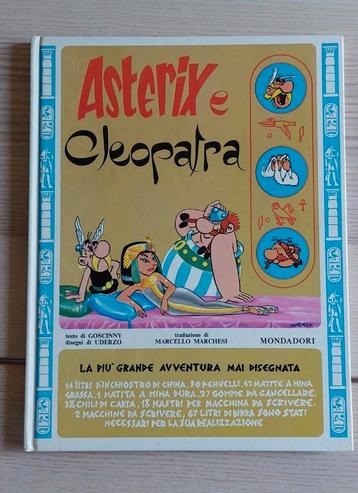 Asterix e
Cleopatra
testo di GOSCINNY
disegni di UDERZO
traduzione di
MARCELLO MARCHESI
MONDADORI
LA PIU' GRANDE AVVENTURA MAI DISEGNATA
14 LITRI D'INCHIOSTRO DI CHINA, 30 PENNELLI, 62 MATITE A MINA
GRASSA, 1 MATITA A MINA DURA, 27 GOMME DA CANCELLARE,
38 CHILI DI CARTA, 18 NASTRI PER MACCHINA DA SCRIVERE,
2 MACCHINE DA SCRIVERE, 67 LITRI DI BIRRA SONO STATI
NECESSARI PER LA SUA REALIZZAZIONE